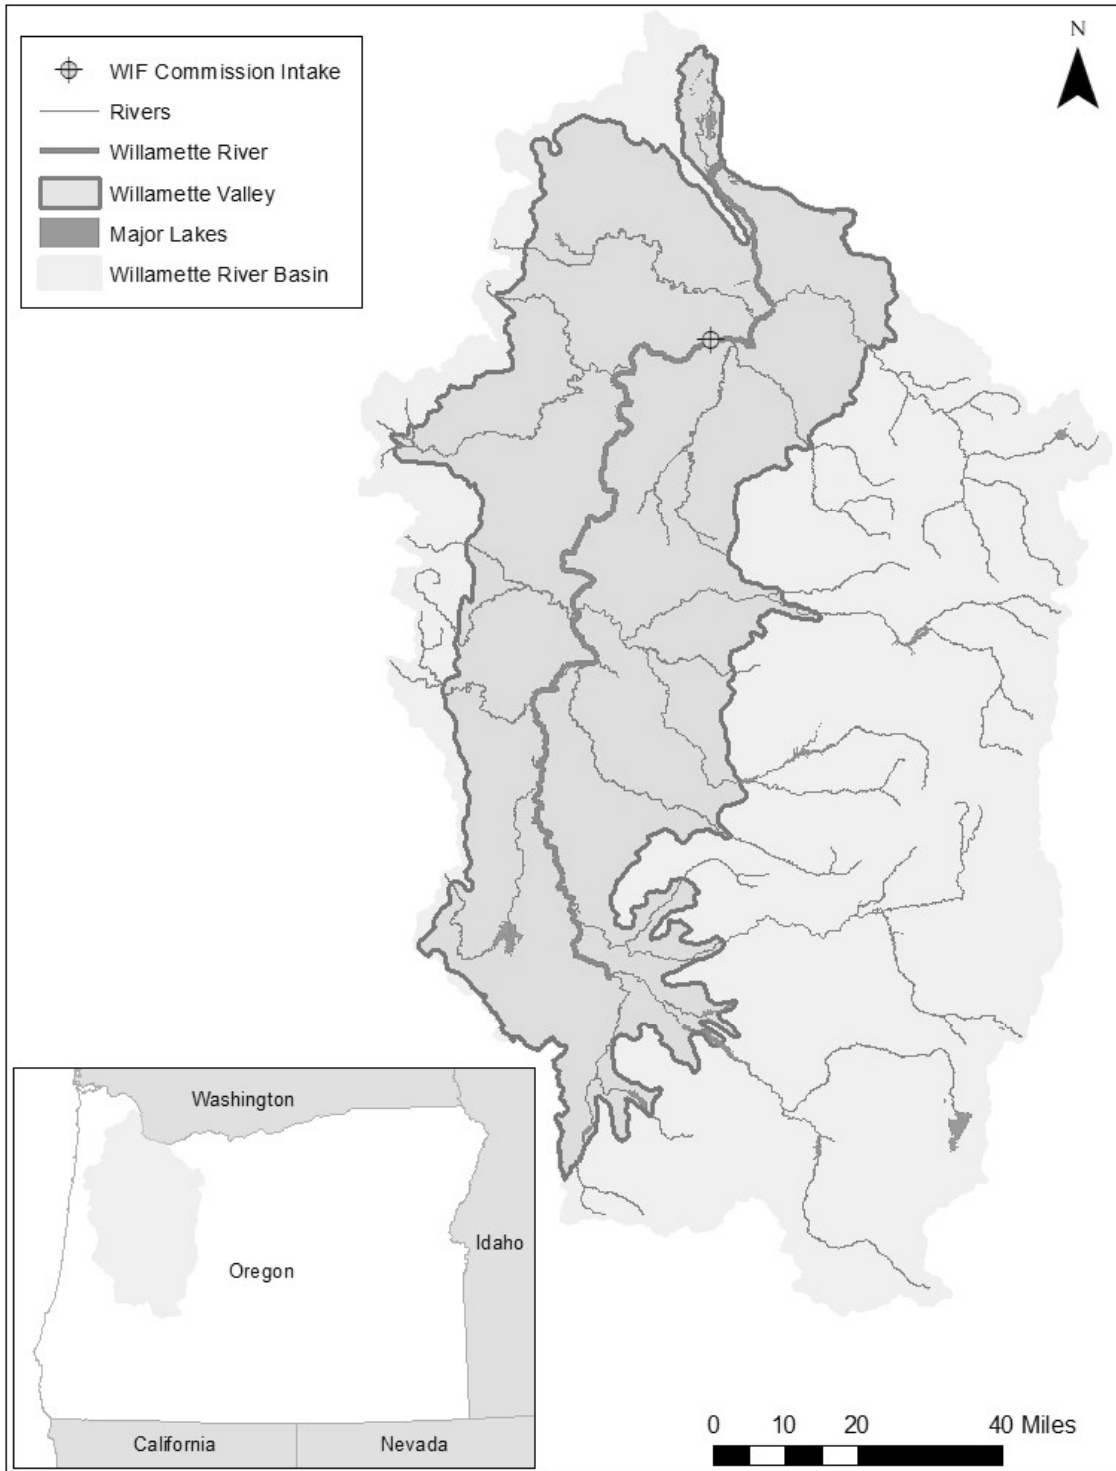 N
WIF Commission Intake
Rivers
Willamette River
Willamette Valley
Major Lakes
Willamette River Basin
Washington
Oregon
Idaho
California
Nevada
0 10 20 40 Miles